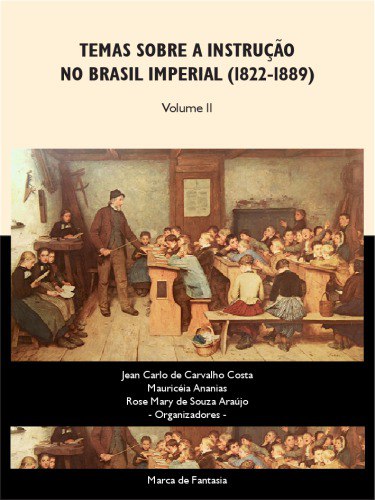 TEMAS SOBRE A INSTRUÇÃO
NO BRASIL IMPERIAL (1822-1889)
Volume II
Jean Carlo de Carvalho Costa
Mauricéia Ananias
Rose Mary de Souza Araújo
- Organizadores -
Marca de Fantasia